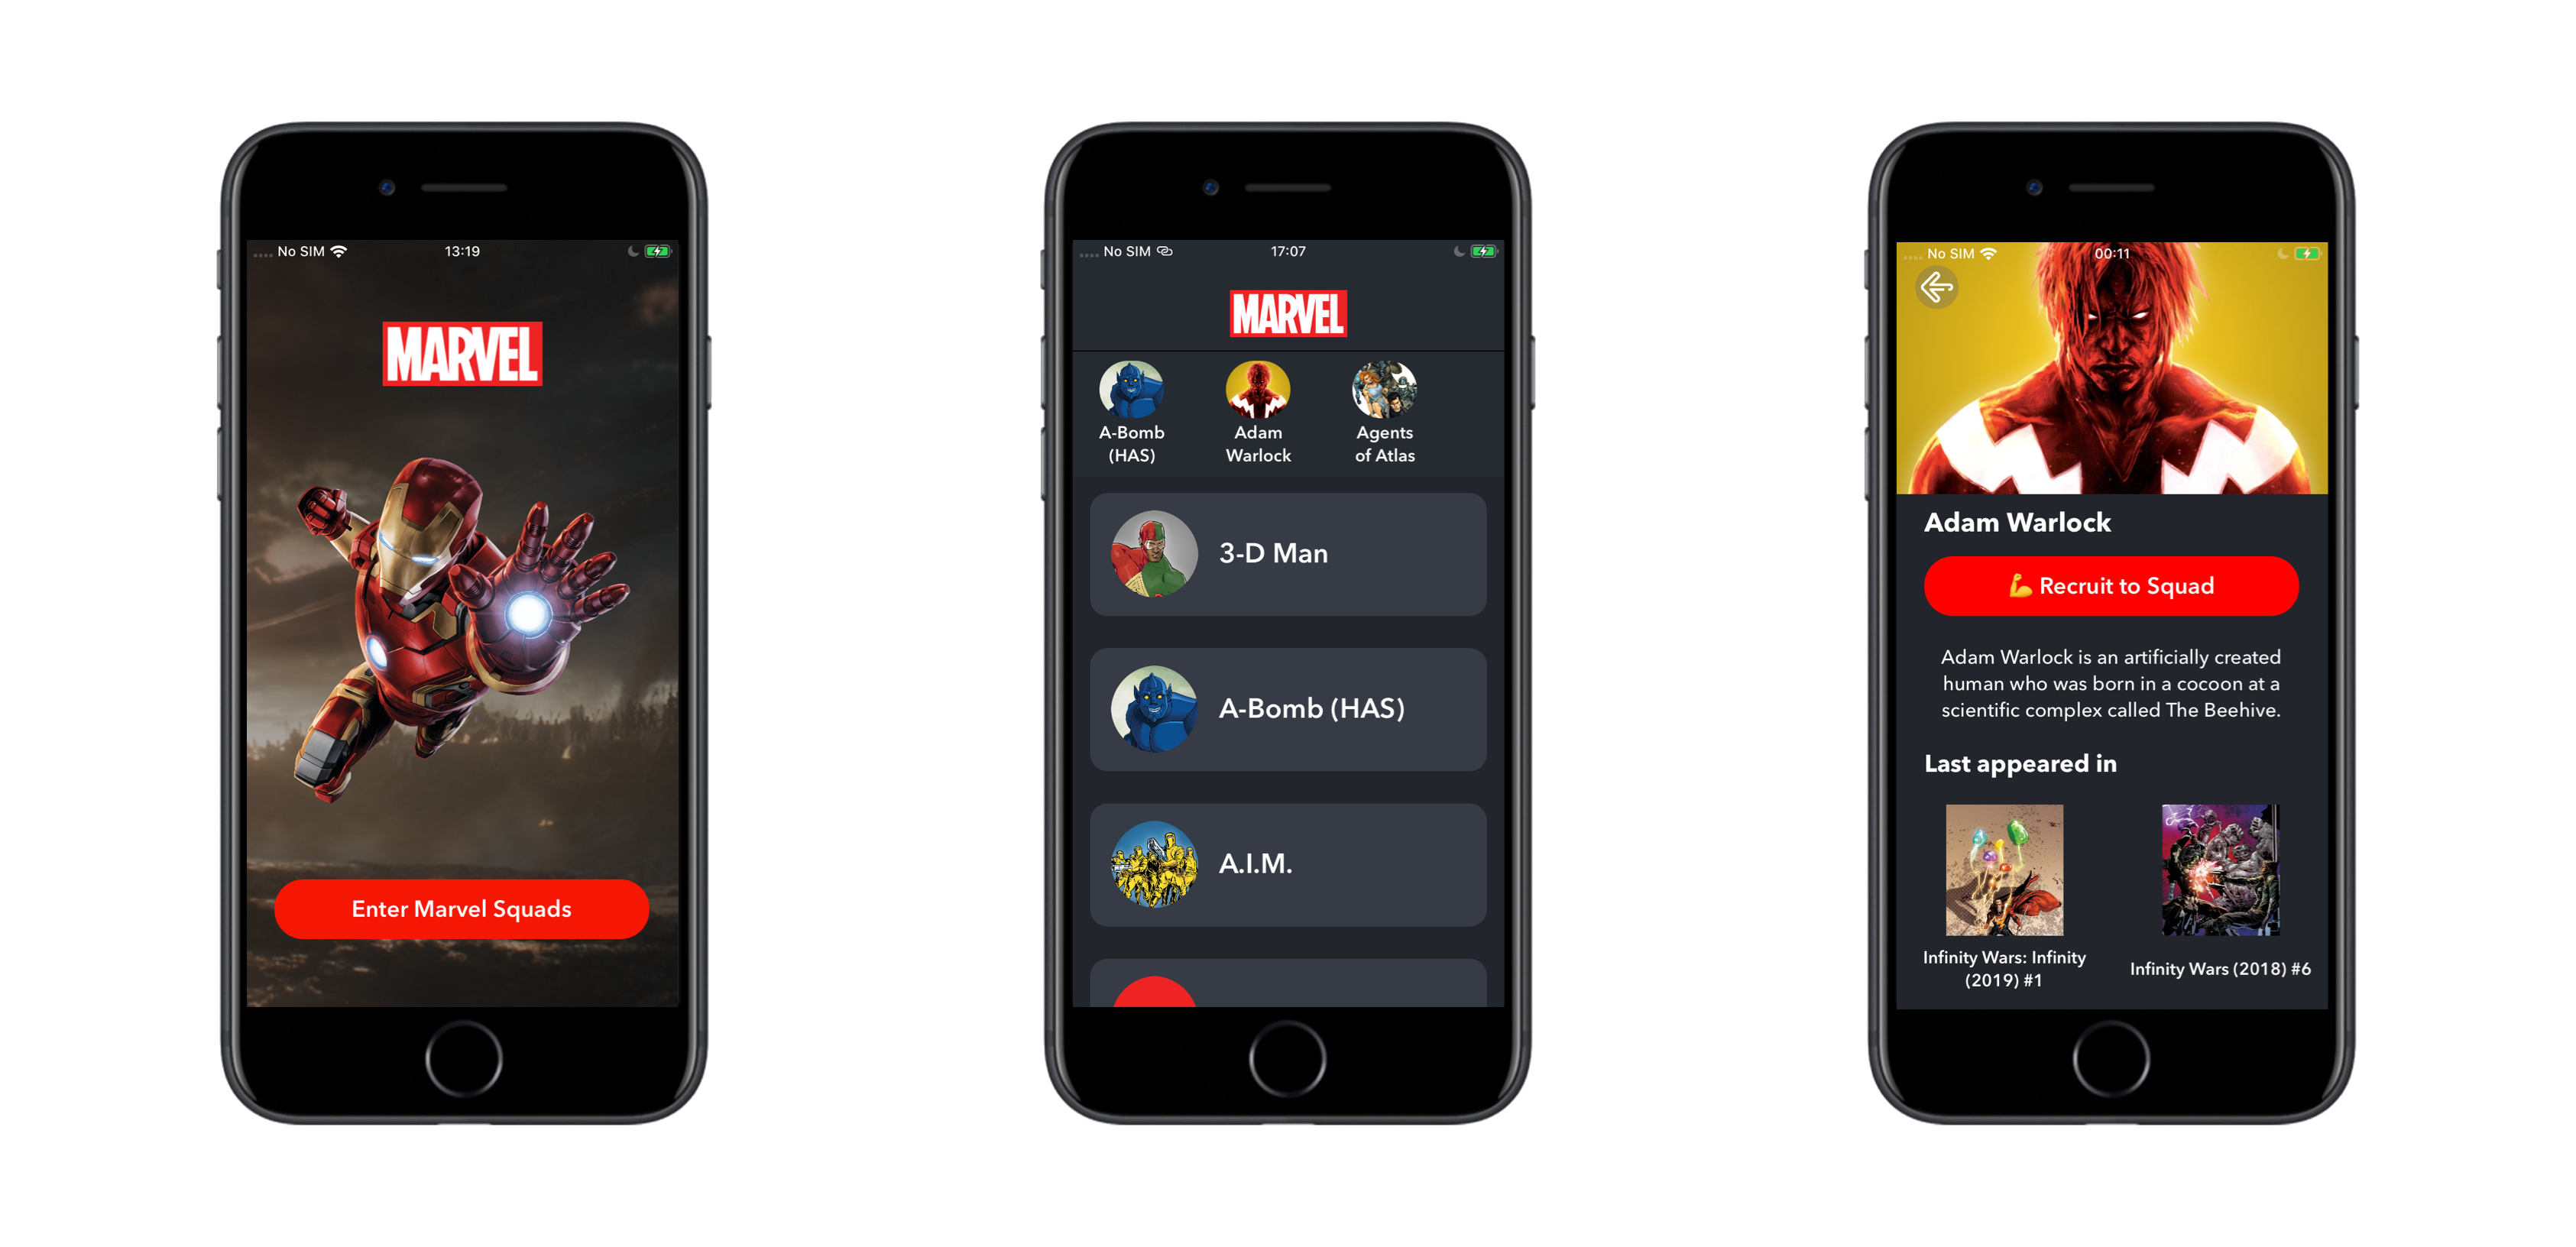 No SIM
13:19
MARVEL
Enter Marvel Squads
No SIM
17:07
MARVEL
A-Bomb
(HAS)
Adam
Warlock
Agents
of Atlas
3-D Man
A-Bomb (HAS)
A.I.M.
No SIM
00:11
Adam Warlock
💪 Recruit to Squad
Adam Warlock is an artificially created
human who was born in a cocoon at a
scientific complex called The Beehive.
Last appeared in
Infinity Wars: Infinity
(2019) #1
Infinity Wars (2018) #6